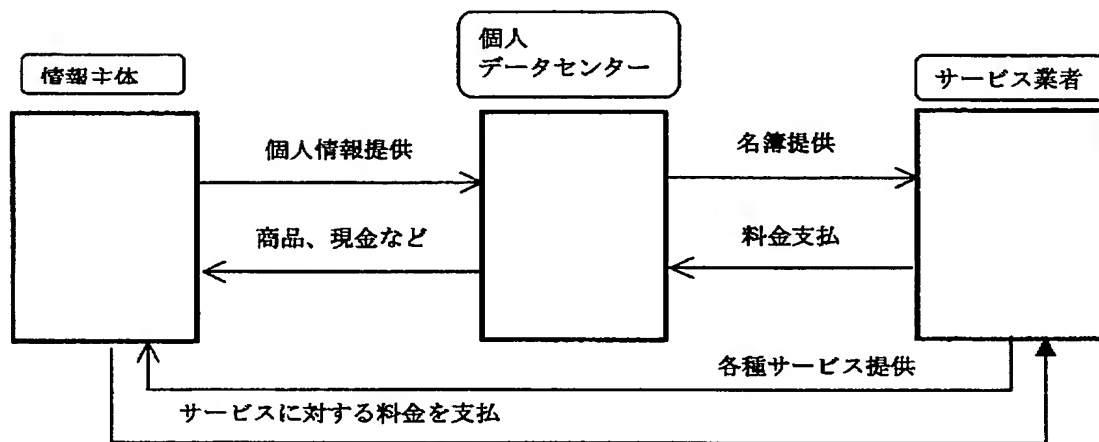 個人
データセンター
情報主体
サービス業者
個人情報提供
名簿提供
商品、現金など
料金支払
各種サービス提供
サービスに対する料金を支払